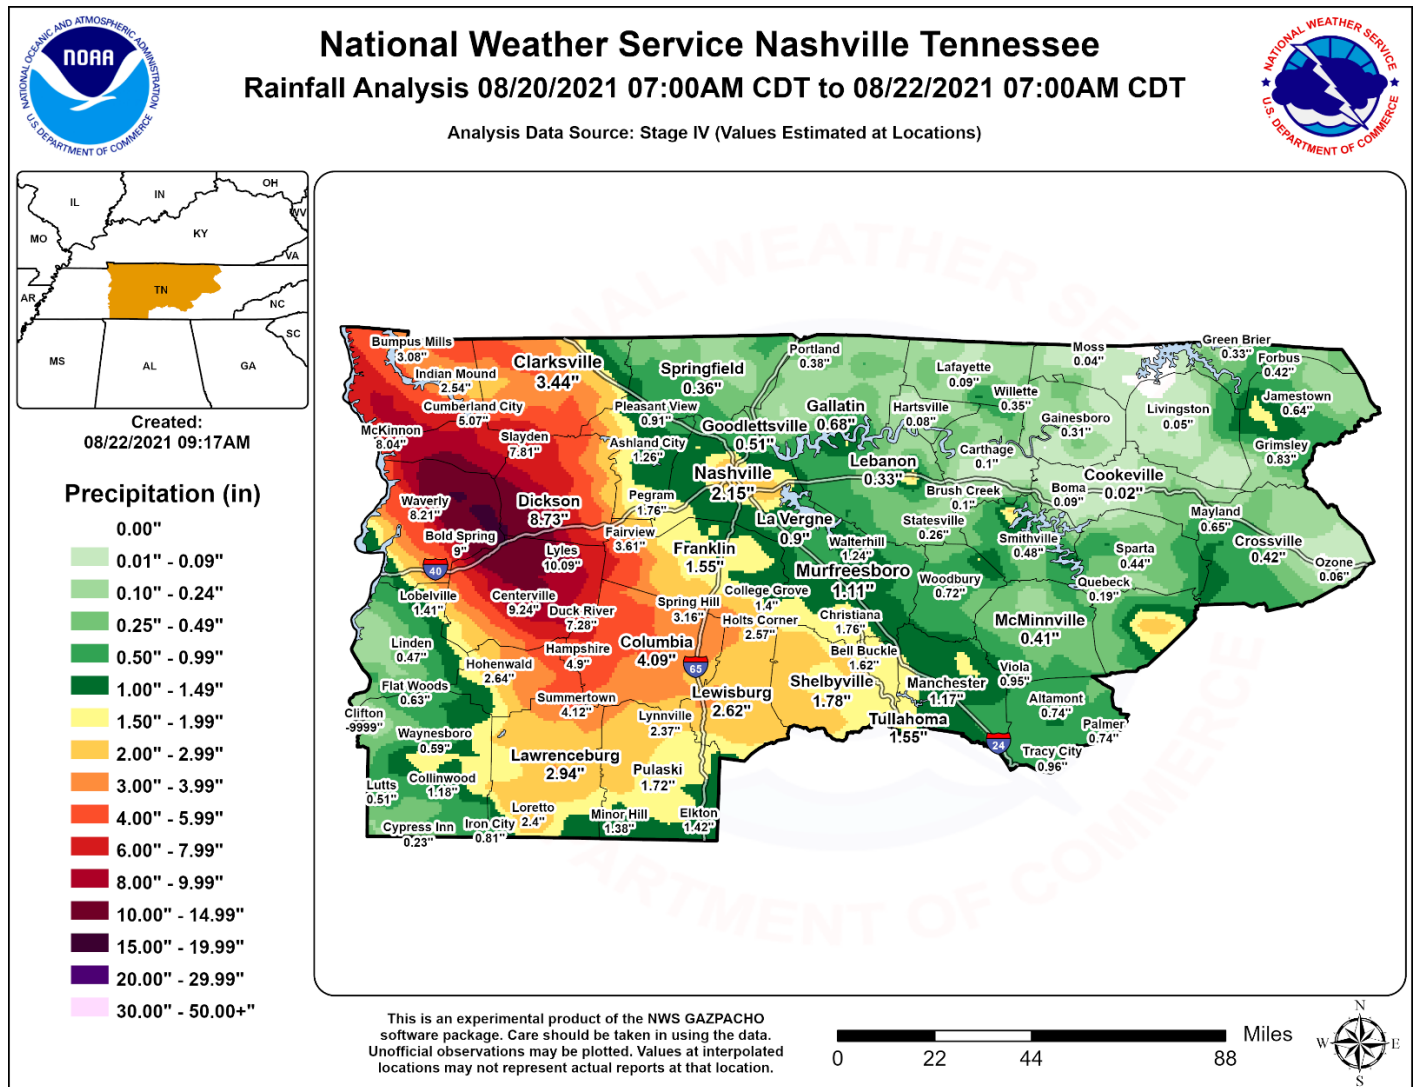 National Weather Service Nashville Tennessee
Rainfall Analysis 08/20/2021 07:00AM CDT to 08/22/2021 07:00AM CDT
Analysis Data Source: Stage IV (Values Estimated at Locations)
NATIONAL OCEANIC AND ATMOSPHERIC ADMINISTRATION
NOAA
U.S. DEPARTMENT OF COMMERCE
NATIONAL WEATHER SERVICE
U.S. DEPARTMENT OF COMMERCE
IL
IN
OH
WV
MO
KY
VA
AR
TN
NC
SC
MS
AL
GA
Created:
08/22/2021 09:17AM
Precipitation (in)
0.00"
0.01" - 0.09"
0.10" - 0.24"
0.25" - 0.49"
0.50" - 0.99"
1.00" - 1.49"
1.50" - 1.99"
2.00" - 2.99"
3.00" - 3.99"
4.00" - 5.99"
6.00" - 7.99"
8.00" - 9.99"
10.00" - 14.99"
15.00" - 19.99"
20.00" - 29.99"
30.00" - 50.00+"
Bumpus Mills
3.08"
Indian Mound
2.54"
Clarksville
3.44"
Springfield
0.36"
Portland
0.38"
Lafayette
0.09"
Moss
0.04"
Green Brier
0.33"
Forbus
0.42"
Jamestown
0.64"
Grimsley
0.83"
Cumberland City
5.07"
McKinnon
8.04"
Slayden
7.81"
Pleasant View
0.91"
Ashland City
1.26"
Goodlettsville
0.51"
Gallatin
0.68"
Hartsville
0.08"
Willette
0.35"
Gainesboro
0.31"
Livingston
0.05"
Carthage
0.1"
Nashville
2.15"
Lebanon
0.33"
Brush Creek
0.1"
Boma
0.09"
Cookeville
0.02"
Mayland
0.65"
Crossville
0.42"
Ozone
0.06"
Waverly
8.21"
Dickson
8.73"
Pegram
1.76"
Bold Spring
9"
Fairview
3.61"
Lyles
10.09"
La Vergne
0.9"
Statesville
0.26"
Smithville
0.48"
Sparta
0.44"
Quebeck
0.19"
Walterhill
1.24"
Franklin
1.55"
Murfreesboro
1.11"
Woodbury
0.72"
40
Lobelville
1.41"
Centerville
9.24"
Duck River
7.28"
Spring Hill
3.16"
College Grove
1.4"
Holts Corner
2.57"
Christiana
1.76"
McMinnville
0.41"
Linden
0.47"
Hohenwald
2.64"
Hampshire
4.9"
Columbia
4.09"
65
Bell Buckle
1.62"
Shelbyville
1.78"
Manchester
1.17"
Viola
0.95"
Altamont
0.74"
Palmer
0.74"
Flat Woods
0.63"
Summertown
4.12"
Lewisburg
2.62"
Lynnville
2.37"
Tullahoma
1.55"
24
Tracy City
0.96"
Clifton
-9999"
Waynesboro
0.59"
Lawrenceburg
2.94"
Pulaski
1.72"
Lutts
0.51"
Collinwood
1.18"
Loretto
2.4"
Minor Hill
1.38"
Elkton
1.42"
Cypress Inn
0.23"
Iron City
0.81"
This is an experimental product of the NWS GAZPACHO
software package. Care should be taken in using the data.
Unofficial observations may be plotted. Values at interpolated
locations may not represent actual reports at that location.
0
22
44
88
Miles
N
W
E
S